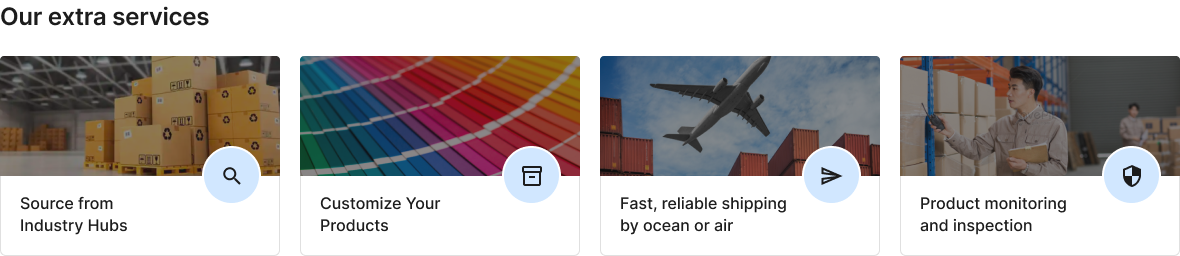 Our extra services
Source from
Industry Hubs
Customize Your
Products
Fast, reliable shipping
by ocean or air
Product monitoring
and inspection